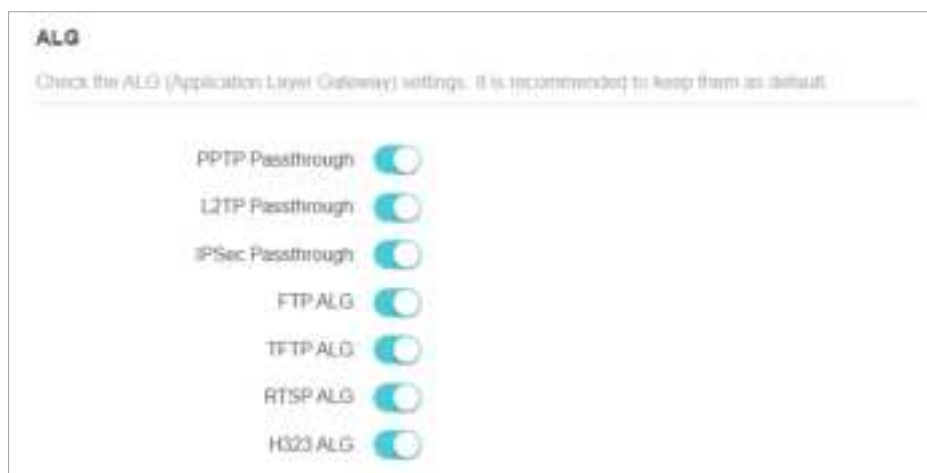 ALG
Check the ALG (Application Layer Gateway) settings. It is recommended to keep them as default.
PPTP Passthrough
L2TP Passthrough
IPSec Passthrough
FTP ALG
TFTP ALG
RTSP ALG
H323 ALG